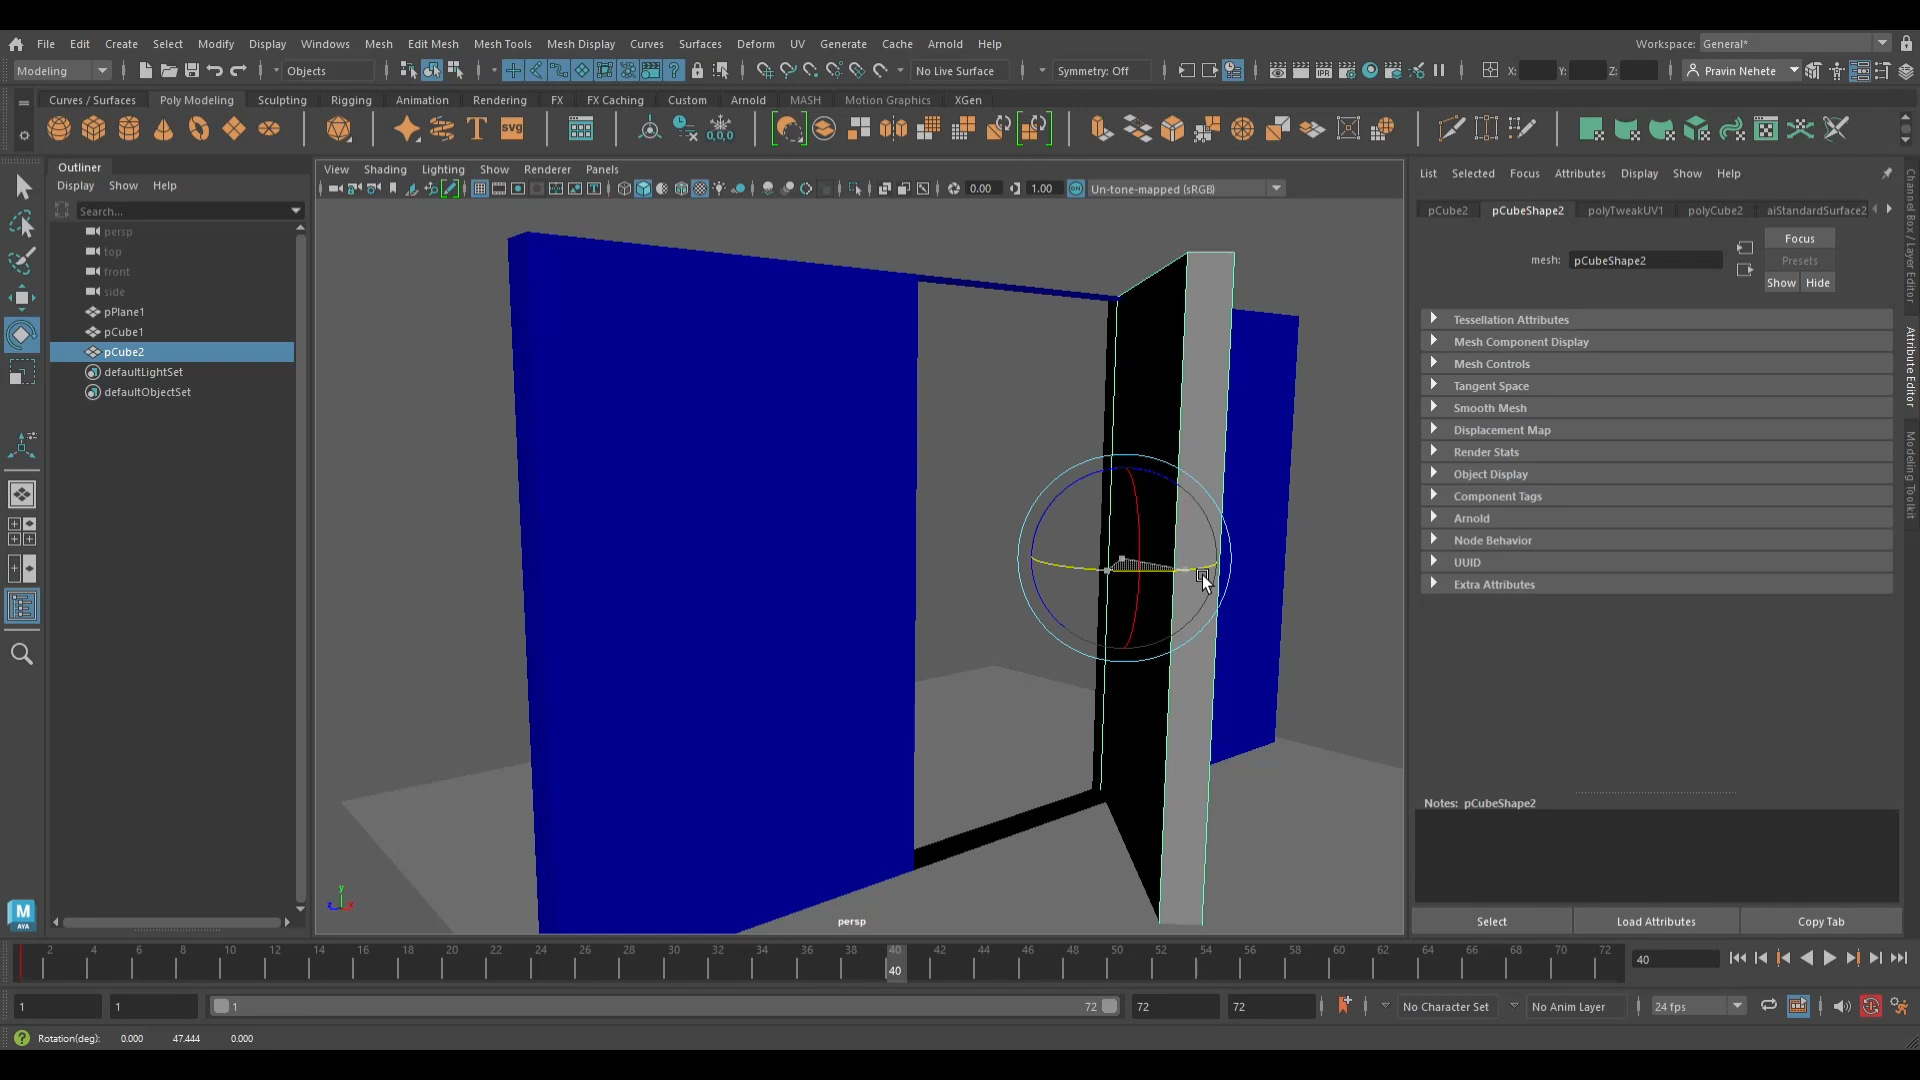 File Edit Create Select Modify Display Windows Mesh Edit Mesh Mesh Tools Mesh Display Curves Surfaces Deform UV Generate Cache Arnold Help Workspace: General*
Modeling Objects No Live Surface Symmetry: Off X: Y: Z: Pravin Nehete
Curves / Surfaces Poly Modeling Sculpting Rigging Animation Rendering FX FX Caching Custom Arnold MASH Motion Graphics XGen
Outliner
Display Show Help
Search...
persp
top
front
side
pPlane1
pCube1
pCube2
defaultLightSet
defaultObjectSet
View Shading Lighting Show Renderer Panels
0.00 1.00 Un-tone-mapped (sRGB)
persp
List Selected Focus Attributes Display Show Help
pCube2 pCubeShape2 polyTweakUV1 polyCube2 aiStandardSurface2
mesh: pCubeShape2
Focus
Presets
Show Hide
Tessellation Attributes
Mesh Component Display
Mesh Controls
Tangent Space
Smooth Mesh
Displacement Map
Render Stats
Object Display
Component Tags
Arnold
Node Behavior
UUID
Extra Attributes
Notes: pCubeShape2
Select Load Attributes Copy Tab
Channel Box / Layer Editor
Attribute Editor
Modeling Toolkit
2 4 6 8 10 12 14 16 18 20 22 24 26 28 30 32 34 36 38 40 42 44 46 48 50 52 54 56 58 60 62 64 66 68 70 72
40 40
1 1 1 72 72 72 No Character Set No Anim Layer 24 fps
Rotation(deg): 0.000 47.444 0.000